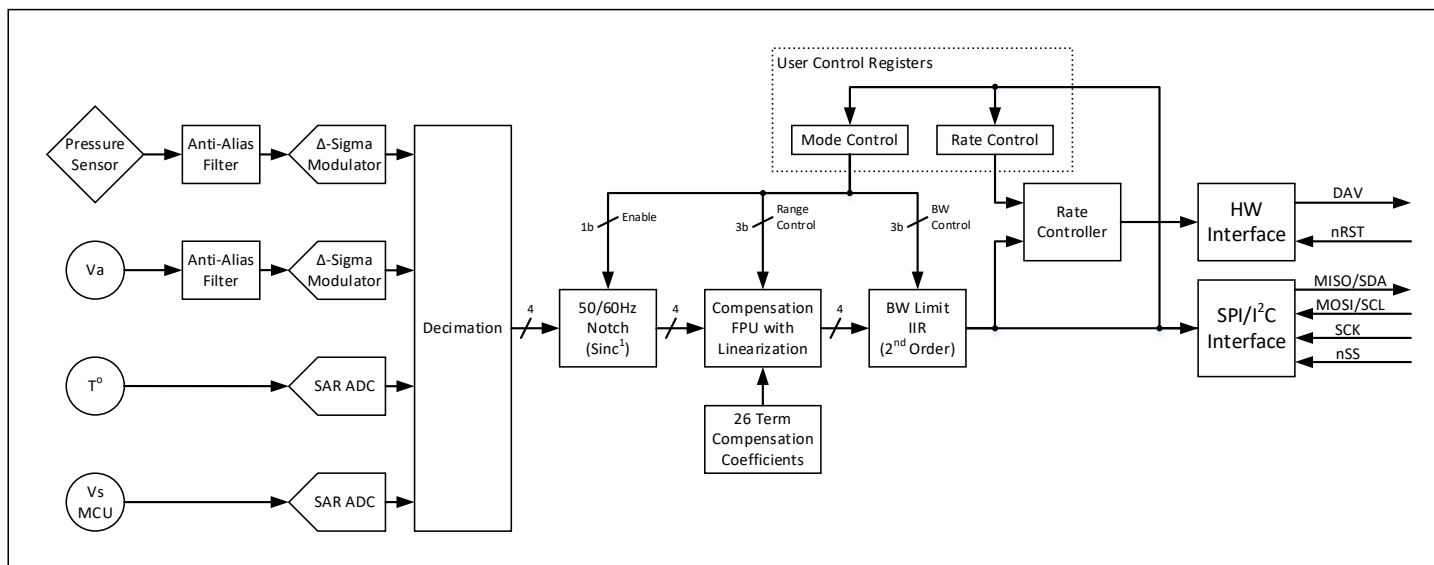 User Control Registers
Mode Control
Rate Control
Pressure
Sensor
Anti-Alias
Filter
Δ-Sigma
Modulator
Va
Anti-Alias
Filter
Δ-Sigma
Modulator
T°
SAR ADC
Vs
MCU
SAR ADC
Decimation
4
1b
Enable
50/60Hz
Notch
(Sinc¹)
4
3b
Range
Control
Compensation
FPU with
Linearization
26 Term
Compensation
Coefficients
4
3b
BW
Control
BW Limit
IIR
(2nd Order)
Rate
Controller
HW
Interface
DAV
nRST
SPI/I²C
Interface
MISO/SDA
MOSI/SCL
SCK
nSS